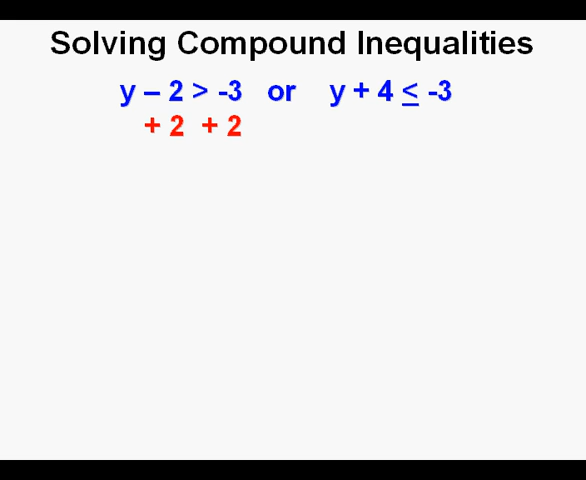 Solving Compound Inequalities
y – 2 > -3 or y + 4 ≤ -3
+ 2 + 2